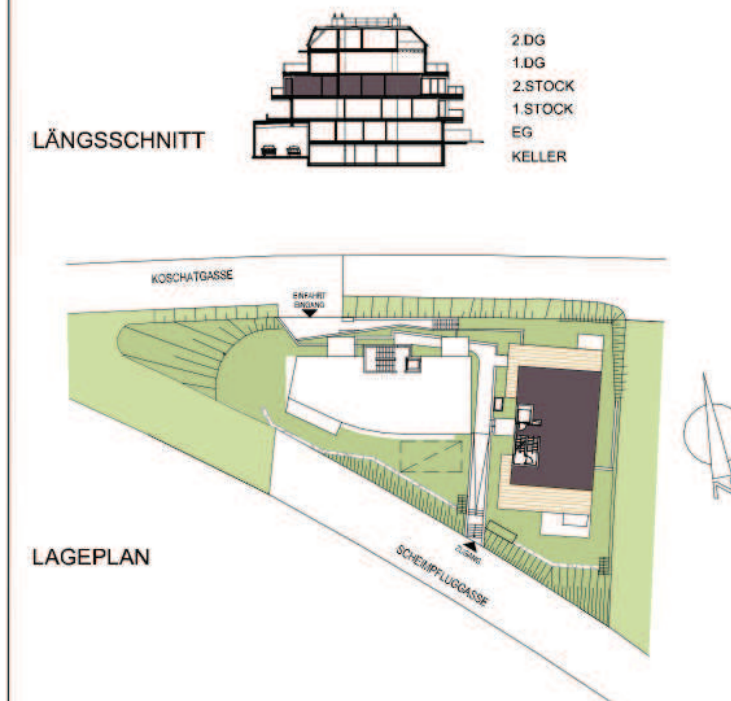 LÄNGSSCHNITT
2.DG
1.DG
2.STOCK
1.STOCK
EG
KELLER
KOSCHATGASSE
EINFAHRT
EINGANG
LAGEPLAN
SCHEIMPFLUGGASSE
ZUGANG